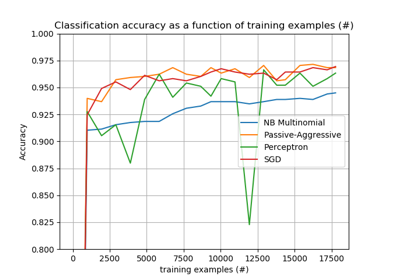 Classification accuracy as a function of training examples (#)
1.000
0.975
0.950
0.925
0.900
0.875
0.850
0.825
0.800
Accuracy
NB Multinomial
Passive-Aggressive
Perceptron
SGD
0 2500 5000 7500 10000 12500 15000 17500
training examples (#)